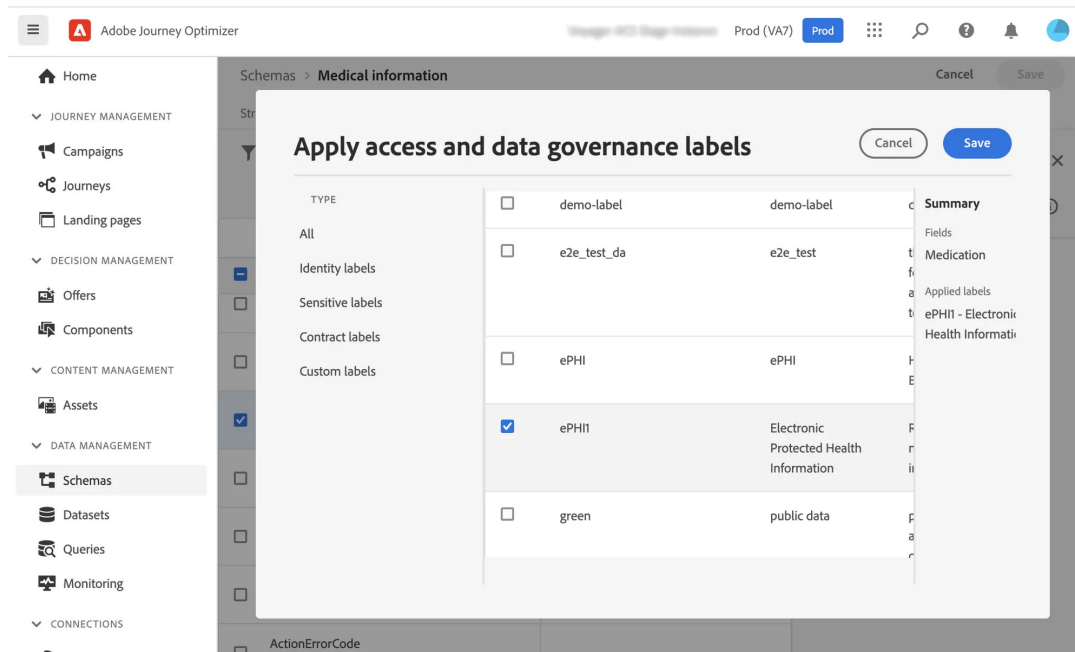 Adobe Journey Optimizer
Prod (VA7) Prod
Home
JOURNEY MANAGEMENT
Campaigns
Journeys
Landing pages
DECISION MANAGEMENT
Offers
Components
CONTENT MANAGEMENT
Assets
DATA MANAGEMENT
Schemas
Datasets
Queries
Monitoring
CONNECTIONS
Schemas > Medical information
Cancel Save
Str
Apply access and data governance labels
Cancel Save
TYPE
All
Identity labels
Sensitive labels
Contract labels
Custom labels
demo-label demo-label
e2e_test_da e2e_test
ePHI ePHI
ePHI1 Electronic
Protected Health
Information
green public data
Summary
Fields
Medication
Applied labels
ePHI1 - Electronic
Health Informati
ActionErrorCode